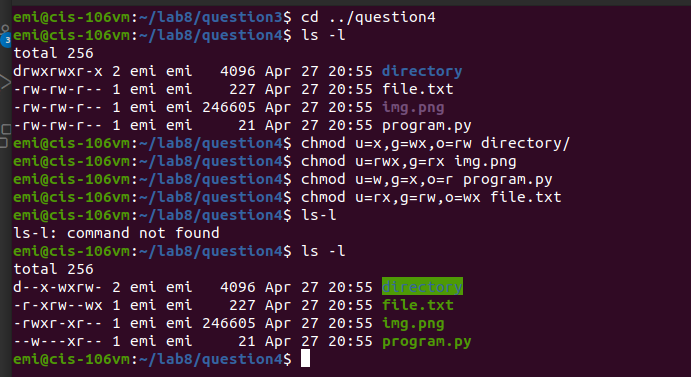 emi@cis-106vm:~/lab8/question3$ cd ../question4
emi@cis-106vm:~/lab8/question4$ ls -l
total 256
drwxrwxr-x 2 emi emi   4096 Apr 27 20:55 directory
-rw-rw-r-- 1 emi emi    227 Apr 27 20:55 file.txt
-rw-rw-r-- 1 emi emi 246605 Apr 27 20:55 img.png
-rw-rw-r-- 1 emi emi     21 Apr 27 20:55 program.py
emi@cis-106vm:~/lab8/question4$ chmod u=x,g=wx,o=rw directory/
emi@cis-106vm:~/lab8/question4$ chmod u=rwx,g=rx img.png
emi@cis-106vm:~/lab8/question4$ chmod u=w,g=x,o=r program.py
emi@cis-106vm:~/lab8/question4$ chmod u=rx,g=rw,o=wx file.txt
emi@cis-106vm:~/lab8/question4$ ls-l
ls-l: command not found
emi@cis-106vm:~/lab8/question4$ ls -l
total 256
d--x-wxrw- 2 emi emi   4096 Apr 27 20:55 directory
-r-xrw--wx 1 emi emi    227 Apr 27 20:55 file.txt
-rwxr-xr-- 1 emi emi 246605 Apr 27 20:55 img.png
--w---xr-- 1 emi emi     21 Apr 27 20:55 program.py
emi@cis-106vm:~/lab8/question4$
3